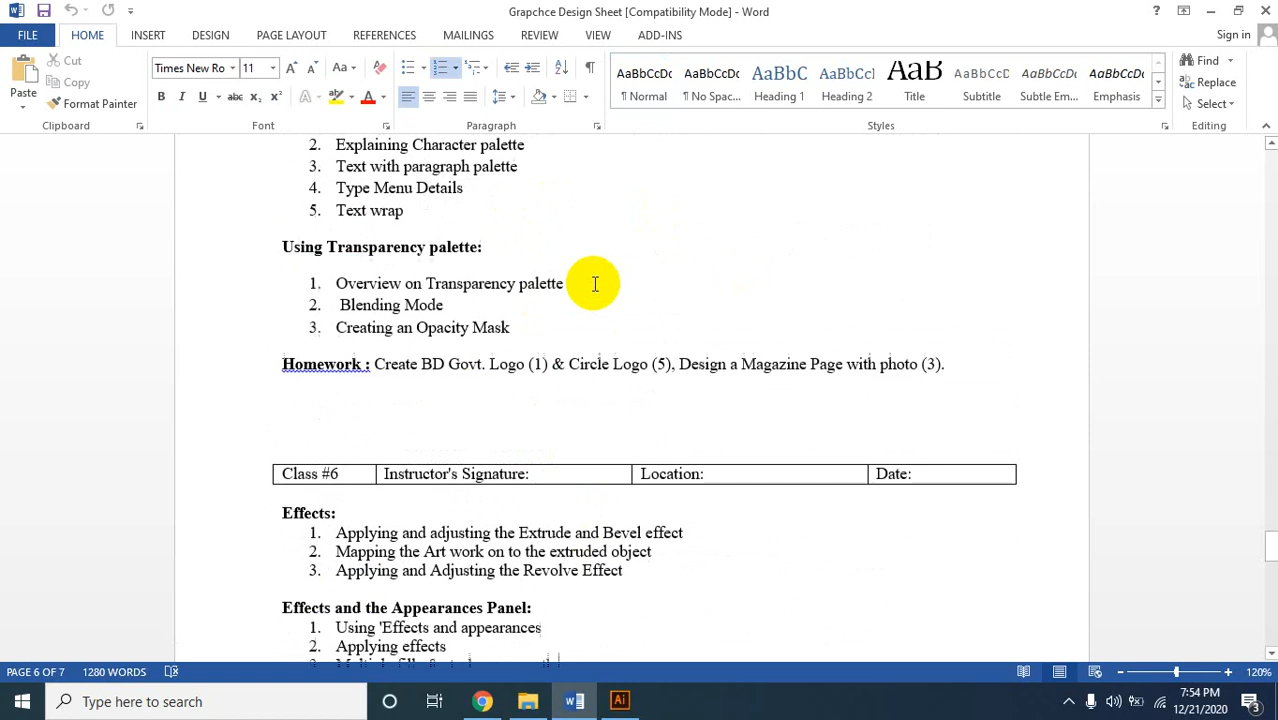 Grapchce Design Sheet [Compatibility Mode] - Word
?
FILE
HOME
INSERT
DESIGN
PAGE LAYOUT
REFERENCES
MAILINGS
REVIEW
VIEW
ADD-INS
Sign in
Paste
Cut
Copy
Format Painter
Times New Ro
11
AaBbCcDc
¶ Normal
AaBbCcDc
¶ No Spac...
AaBbC
Heading 1
AaBbCcD
Heading 2
AaB
Title
AaBbCcD
Subtitle
AaBbCcDc
Subtle Em...
AaBbCcDc
Emphasis
Find
Replace
Select
Clipboard
Font
Paragraph
Styles
Editing
2. Explaining Character palette
3. Text with paragraph palette
4. Type Menu Details
5. Text wrap
Using Transparency palette:
1. Overview on Transparency palette
2. Blending Mode
3. Creating an Opacity Mask
Homework : Create BD Govt. Logo (1) & Circle Logo (5), Design a Magazine Page with photo (3).
Class #6 Instructor's Signature: Location: Date:
Effects:
1. Applying and adjusting the Extrude and Bevel effect
2. Mapping the Art work on to the extruded object
3. Applying and Adjusting the Revolve Effect
Effects and the Appearances Panel:
1. Using 'Effects and appearances
2. Applying effects
PAGE 6 OF 7
1280 WORDS
120%
Type here to search
7:54 PM
12/21/2020